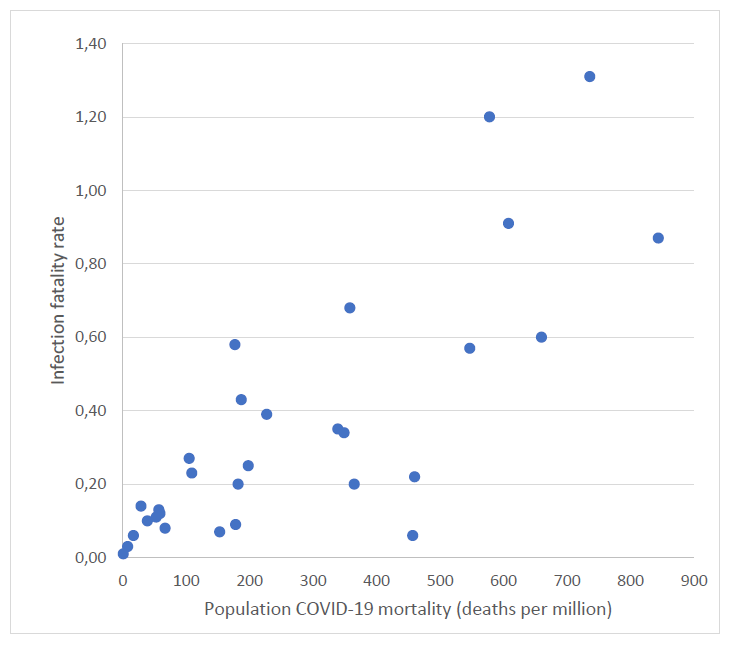 1,40
1,20
1,00
0,80
0,60
0,40
0,20
0,00
Infection fatality rate
0 100 200 300 400 500 600 700 800 900
Population COVID-19 mortality (deaths per million)